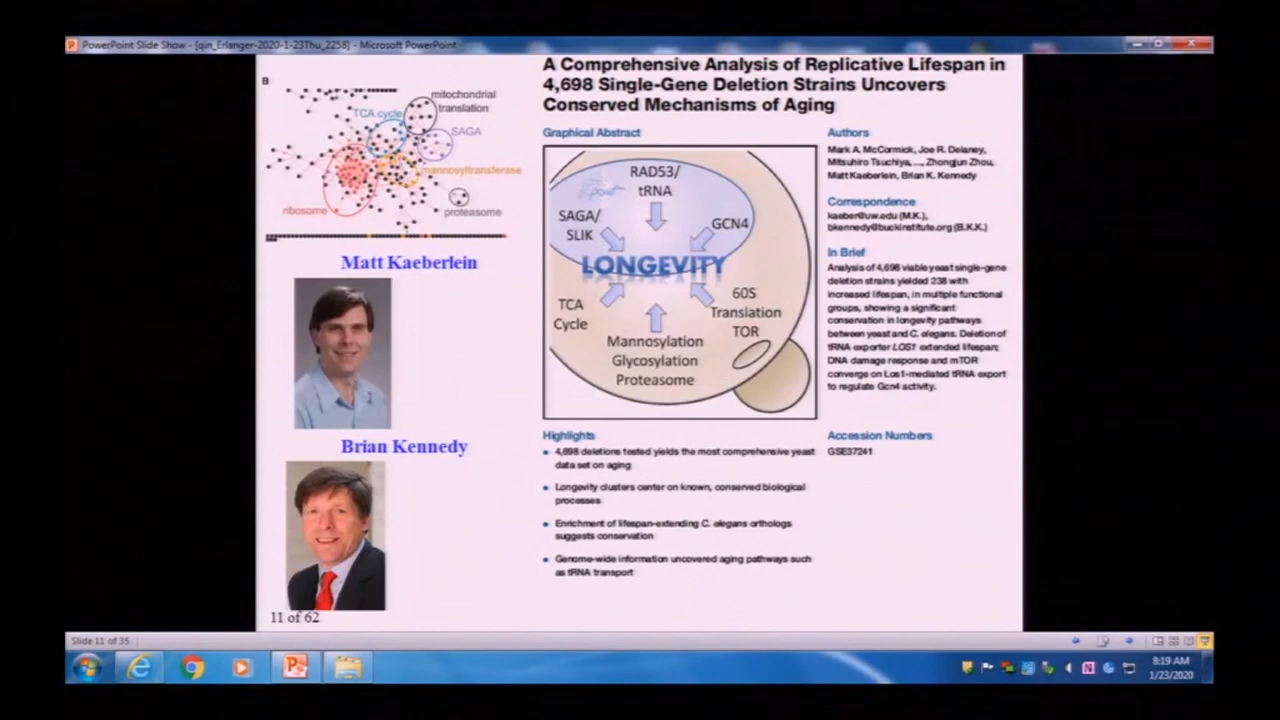 PowerPoint Slide Show - [qin_Erlanger-2020-1-23Thu_2258] - Microsoft PowerPoint
B
mitochondrial
translation
TCA cycle
SAGA
mannosyltransferase
ribosome
proteasome
Matt Kaeberlein
Brian Kennedy
11 of 62
A Comprehensive Analysis of Replicative Lifespan in
4,698 Single-Gene Deletion Strains Uncovers
Conserved Mechanisms of Aging
Graphical Abstract
RAD53/
tRNA
SAGA/
SLIK
GCN4
LONGEVITY
TCA
Cycle
60S
Translation
TOR
Mannosylation
Glycosylation
Proteasome
Highlights
• 4,698 deletions tested yields the most comprehensive yeast
data set on aging
• Longevity clusters center on known, conserved biological
processes
• Enrichment of lifespan-extending C. elegans orthologs
suggests conservation
• Genome-wide information uncovered aging pathways such
as tRNA transport
Authors
Mark A. McCormick, Joe R. Delaney,
Mitsuhiro Tsuchiya, ..., Zhongjun Zhou,
Matt Kaeberlein, Brian K. Kennedy
Correspondence
kaeber@uw.edu (M.K.),
bkennedy@buckinstitute.org (B.K.K.)
In Brief
Analysis of 4,698 viable yeast single-gene
deletion strains yielded 238 with
increased lifespan, in multiple functional
groups, showing a significant
conservation in longevity pathways
between yeast and C. elegans. Deletion of
tRNA exporter LOS1 extended lifespan;
DNA damage response and mTOR
converge on Los1-mediated tRNA export
to regulate Gcn4 activity.
Accession Numbers
GSE37241
Slide 11 of 35
8:19 AM
1/23/2020